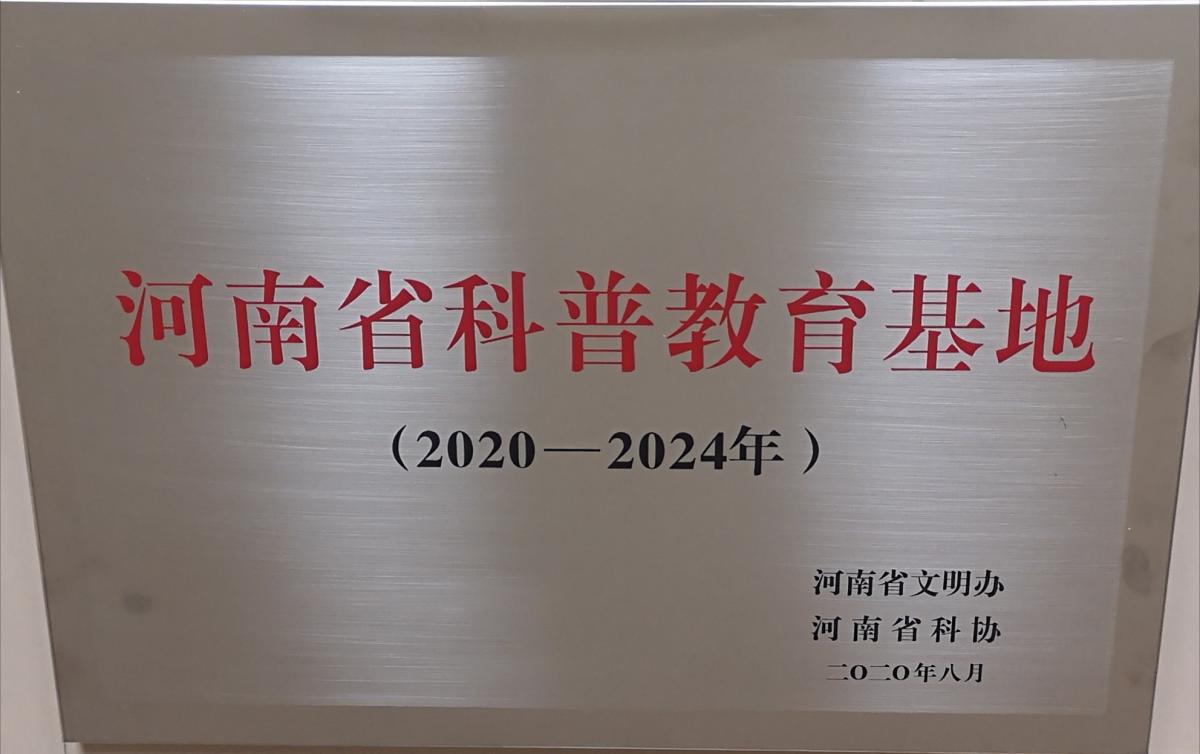 河南省科普教育基地
（2020—2024年）
河南省文明办
河南省科协
二〇二〇年八月